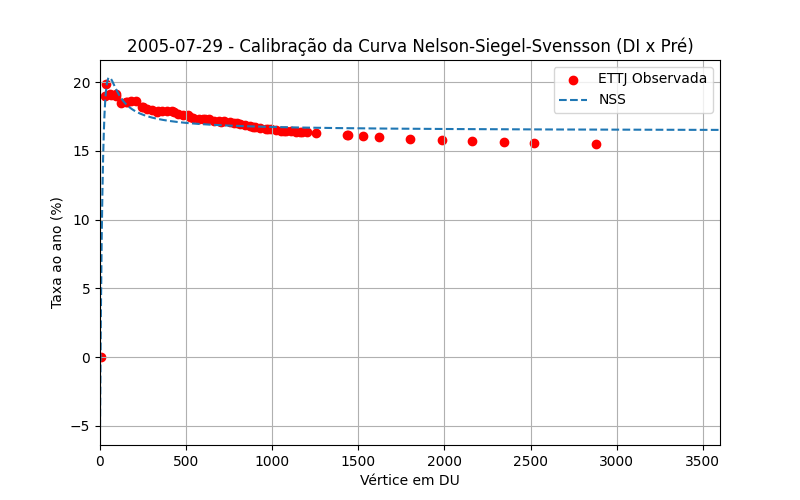 2005-07-29 - Calibração da Curva Nelson-Siegel-Svensson (DI x Pré)
ETTJ Observada
NSS
Taxa ao ano (%)
20
15
10
5
0
−5
0 500 1000 1500 2000 2500 3000 3500
Vértice em DU